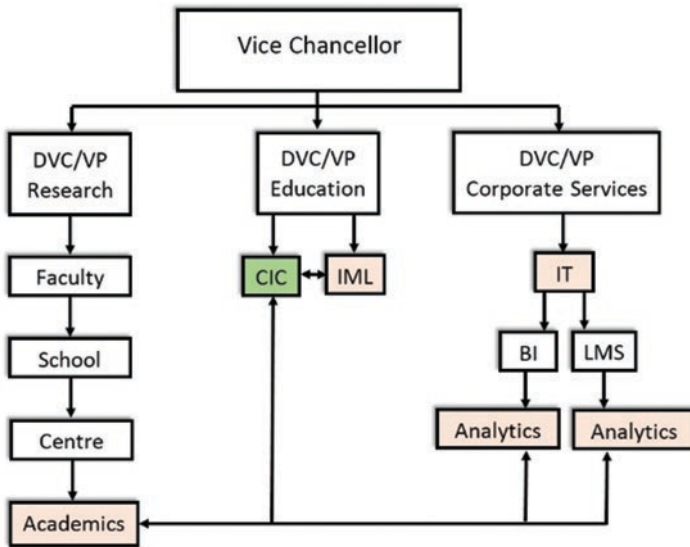 Vice Chancellor
DVC/VP
Research
DVC/VP
Education
DVC/VP
Corporate Services
Faculty
CIC
IML
IT
School
BI
LMS
Centre
Analytics
Analytics
Academics